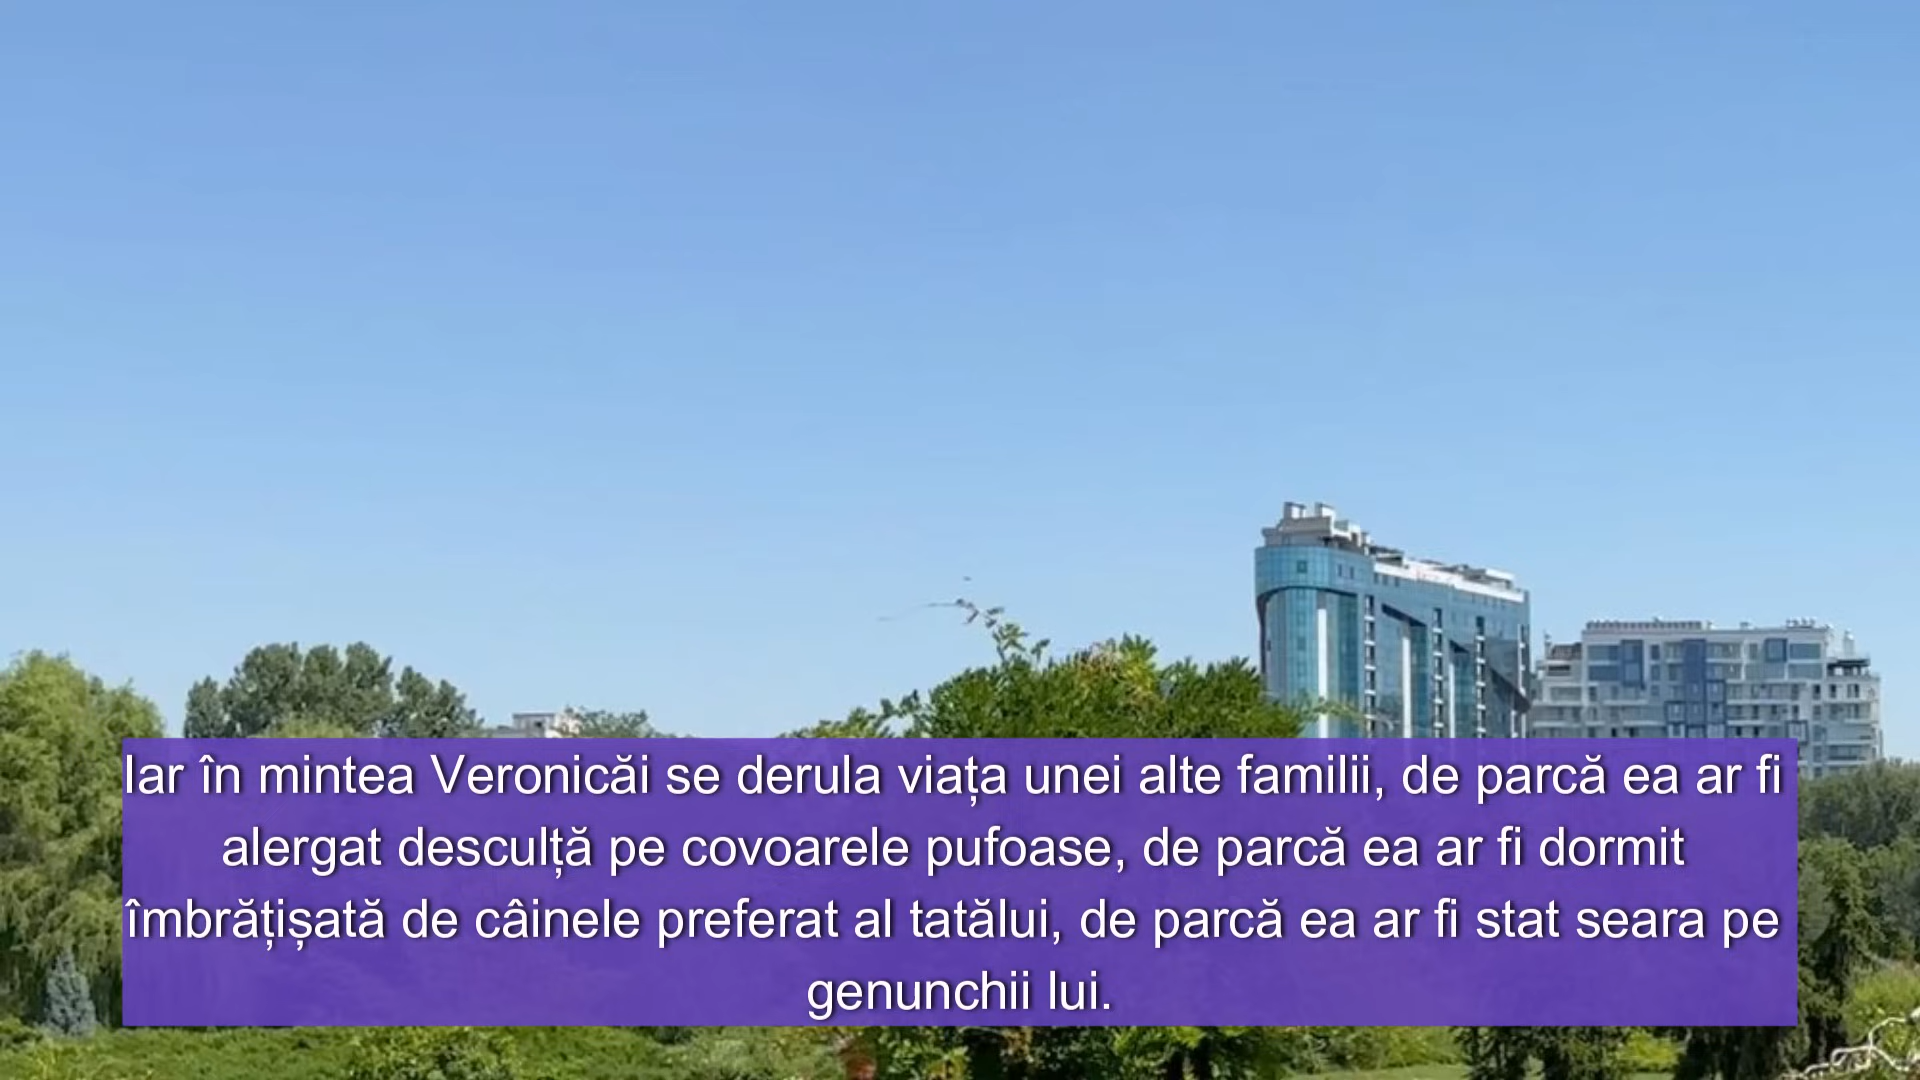 Iar în mintea Veronicăi se derula viața unei alte familii, de parcă ea ar fi
alergat desculță pe covoarele pufoase, de parcă ea ar fi dormit
îmbrățișată de câinele preferat al tatălui, de parcă ea ar fi stat seara pe
genunchii lui.